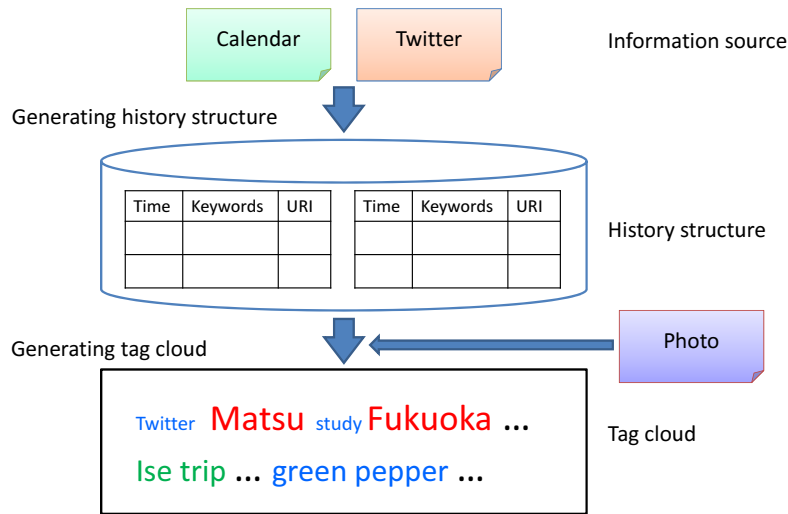 Calendar Twitter Information source
Generating history structure
Time Keywords URI Time Keywords URI
History structure
Generating tag cloud
Photo
Twitter Matsu study Fukuoka ...
Tag cloud
Ise trip ... green pepper ...